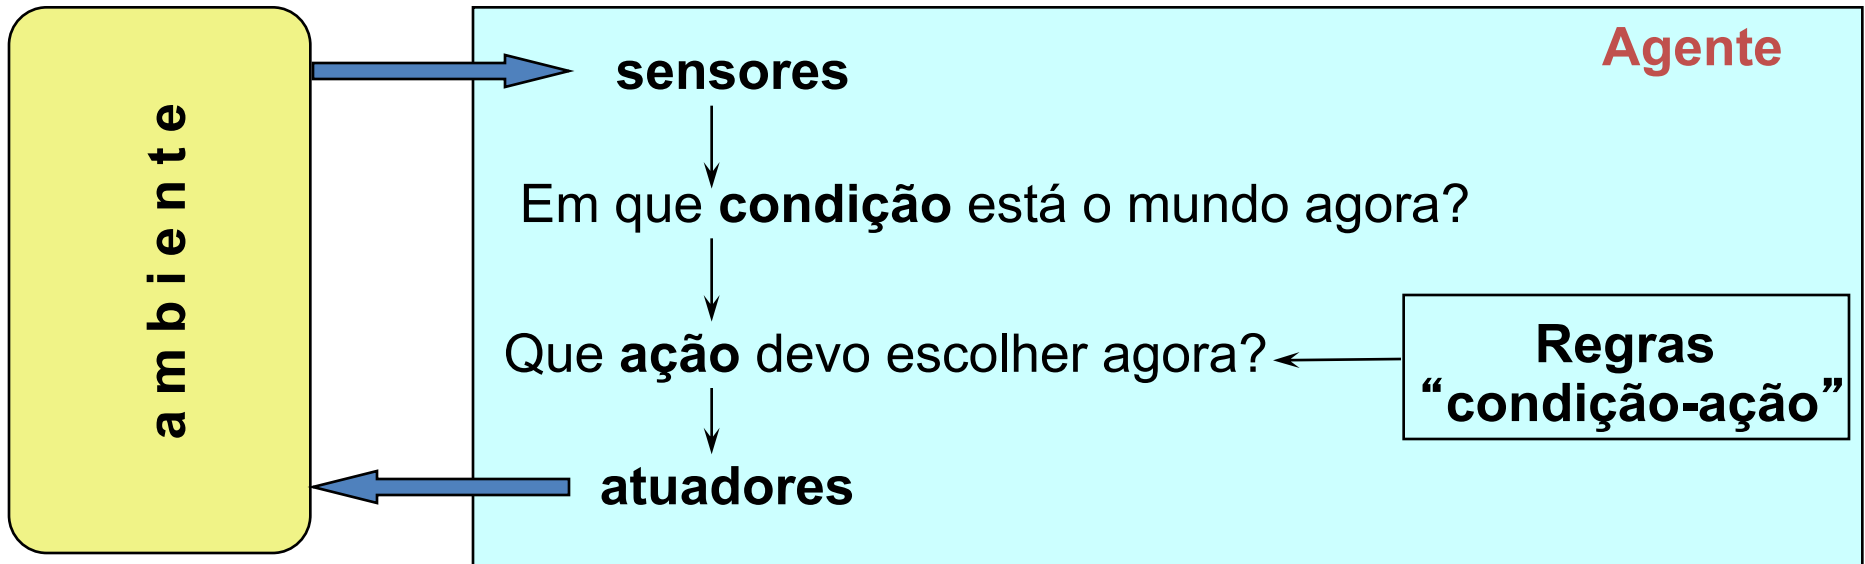 ambiente
Agente
sensores
Em que condição está o mundo agora?
Que ação devo escolher agora?
Regras
“condição-ação”
atuadores